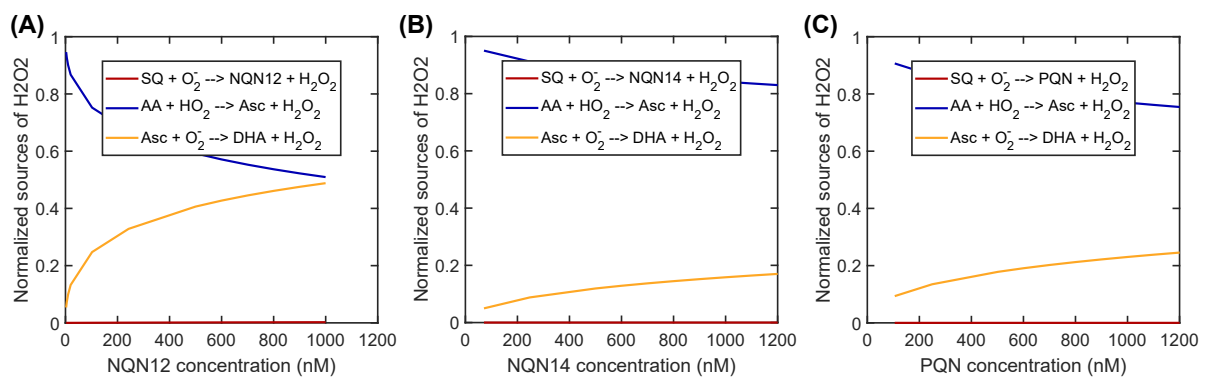 (A)
Normalized sources of H2O2
1
0.8
0.6
0.4
0.2
0
SQ + O₂⁻ --> NQN12 + H₂O₂
AA + HO₂ --> Asc + H₂O₂
Asc + O₂⁻ --> DHA + H₂O₂
0 200 400 600 800 1000 1200
NQN12 concentration (nM)
(B)
Normalized sources of H2O2
1
0.8
0.6
0.4
0.2
0
SQ + O₂⁻ --> NQN14 + H₂O₂
AA + HO₂ --> Asc + H₂O₂
Asc + O₂⁻ --> DHA + H₂O₂
0 200 400 600 800 1000 1200
NQN14 concentration (nM)
(C)
Normalized sources of H2O2
1
0.8
0.6
0.4
0.2
0
SQ + O₂⁻ --> PQN + H₂O₂
AA + HO₂ --> Asc + H₂O₂
Asc + O₂⁻ --> DHA + H₂O₂
0 200 400 600 800 1000 1200
PQN concentration (nM)